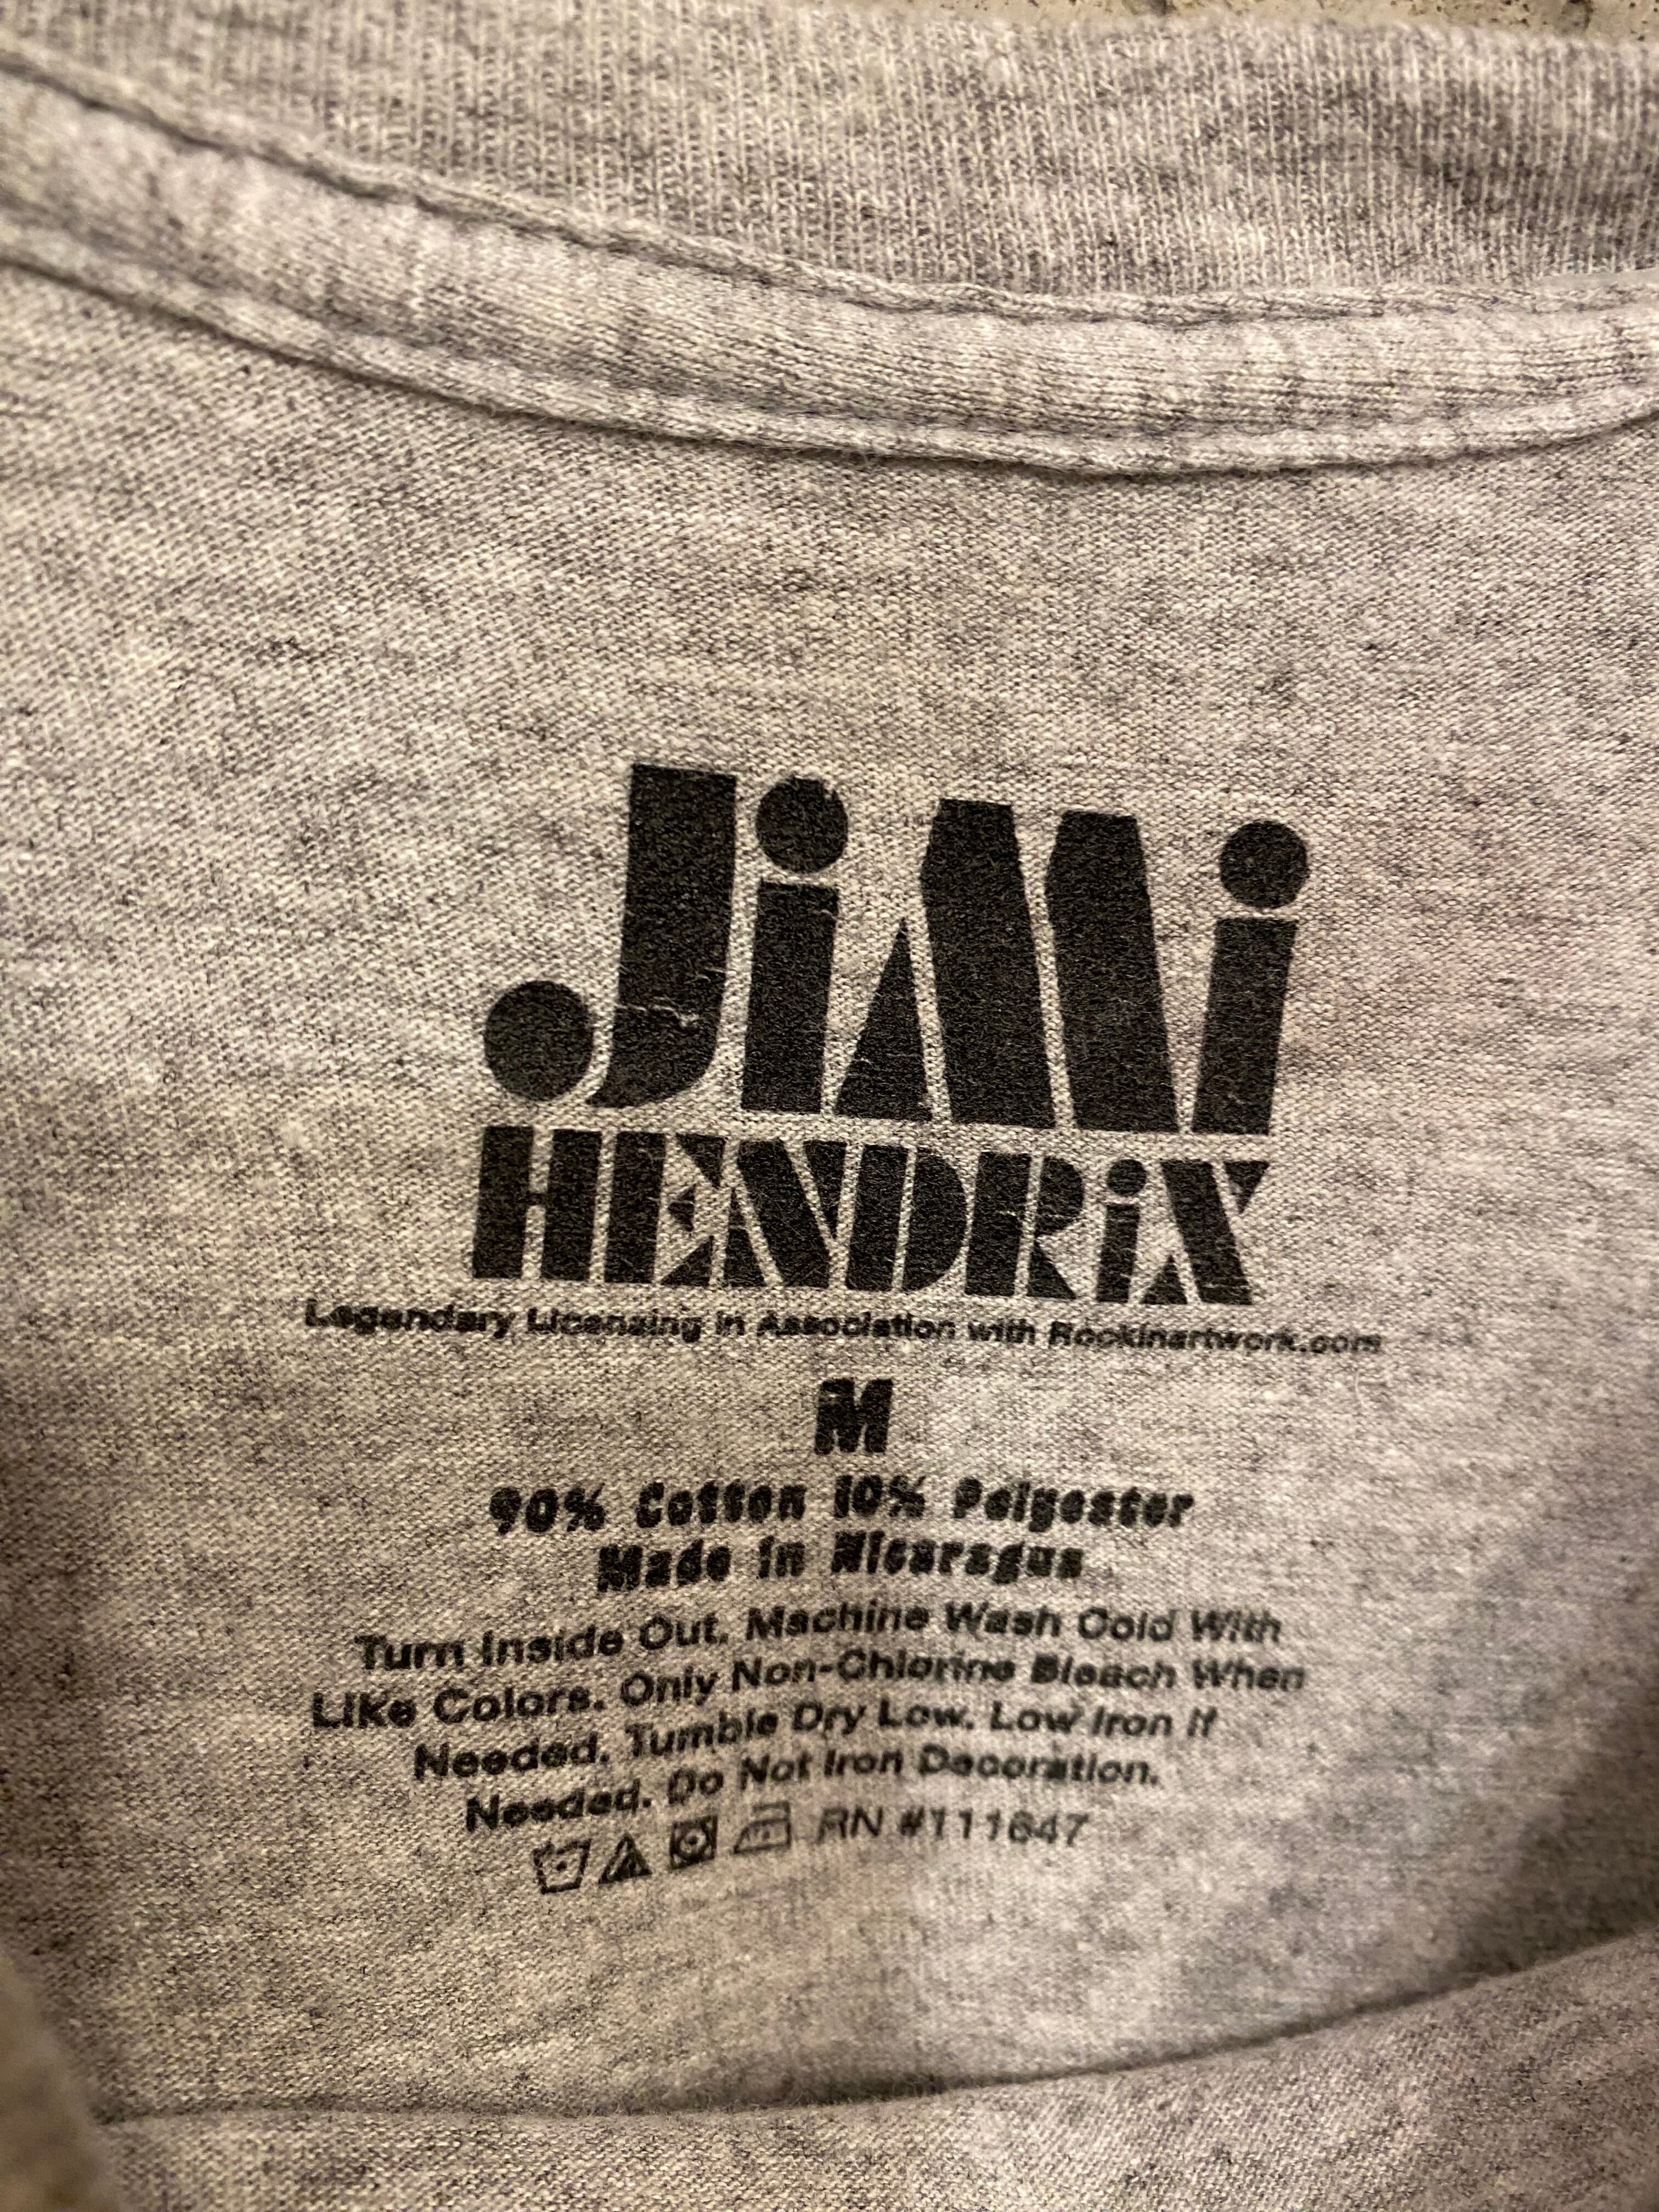 JiMi
HENDRiX
Legendary Licensing in Association with Rockinartwork.com
M
90% Cotton 10% Polyester
Made in Nicaragua
Turn Inside Out. Machine Wash Cold With
Like Colors. Only Non-Chlorine Bleach When
Needed. Tumble Dry Low. Low Iron If
Needed. Do Not Iron Decoration.
RN #111647